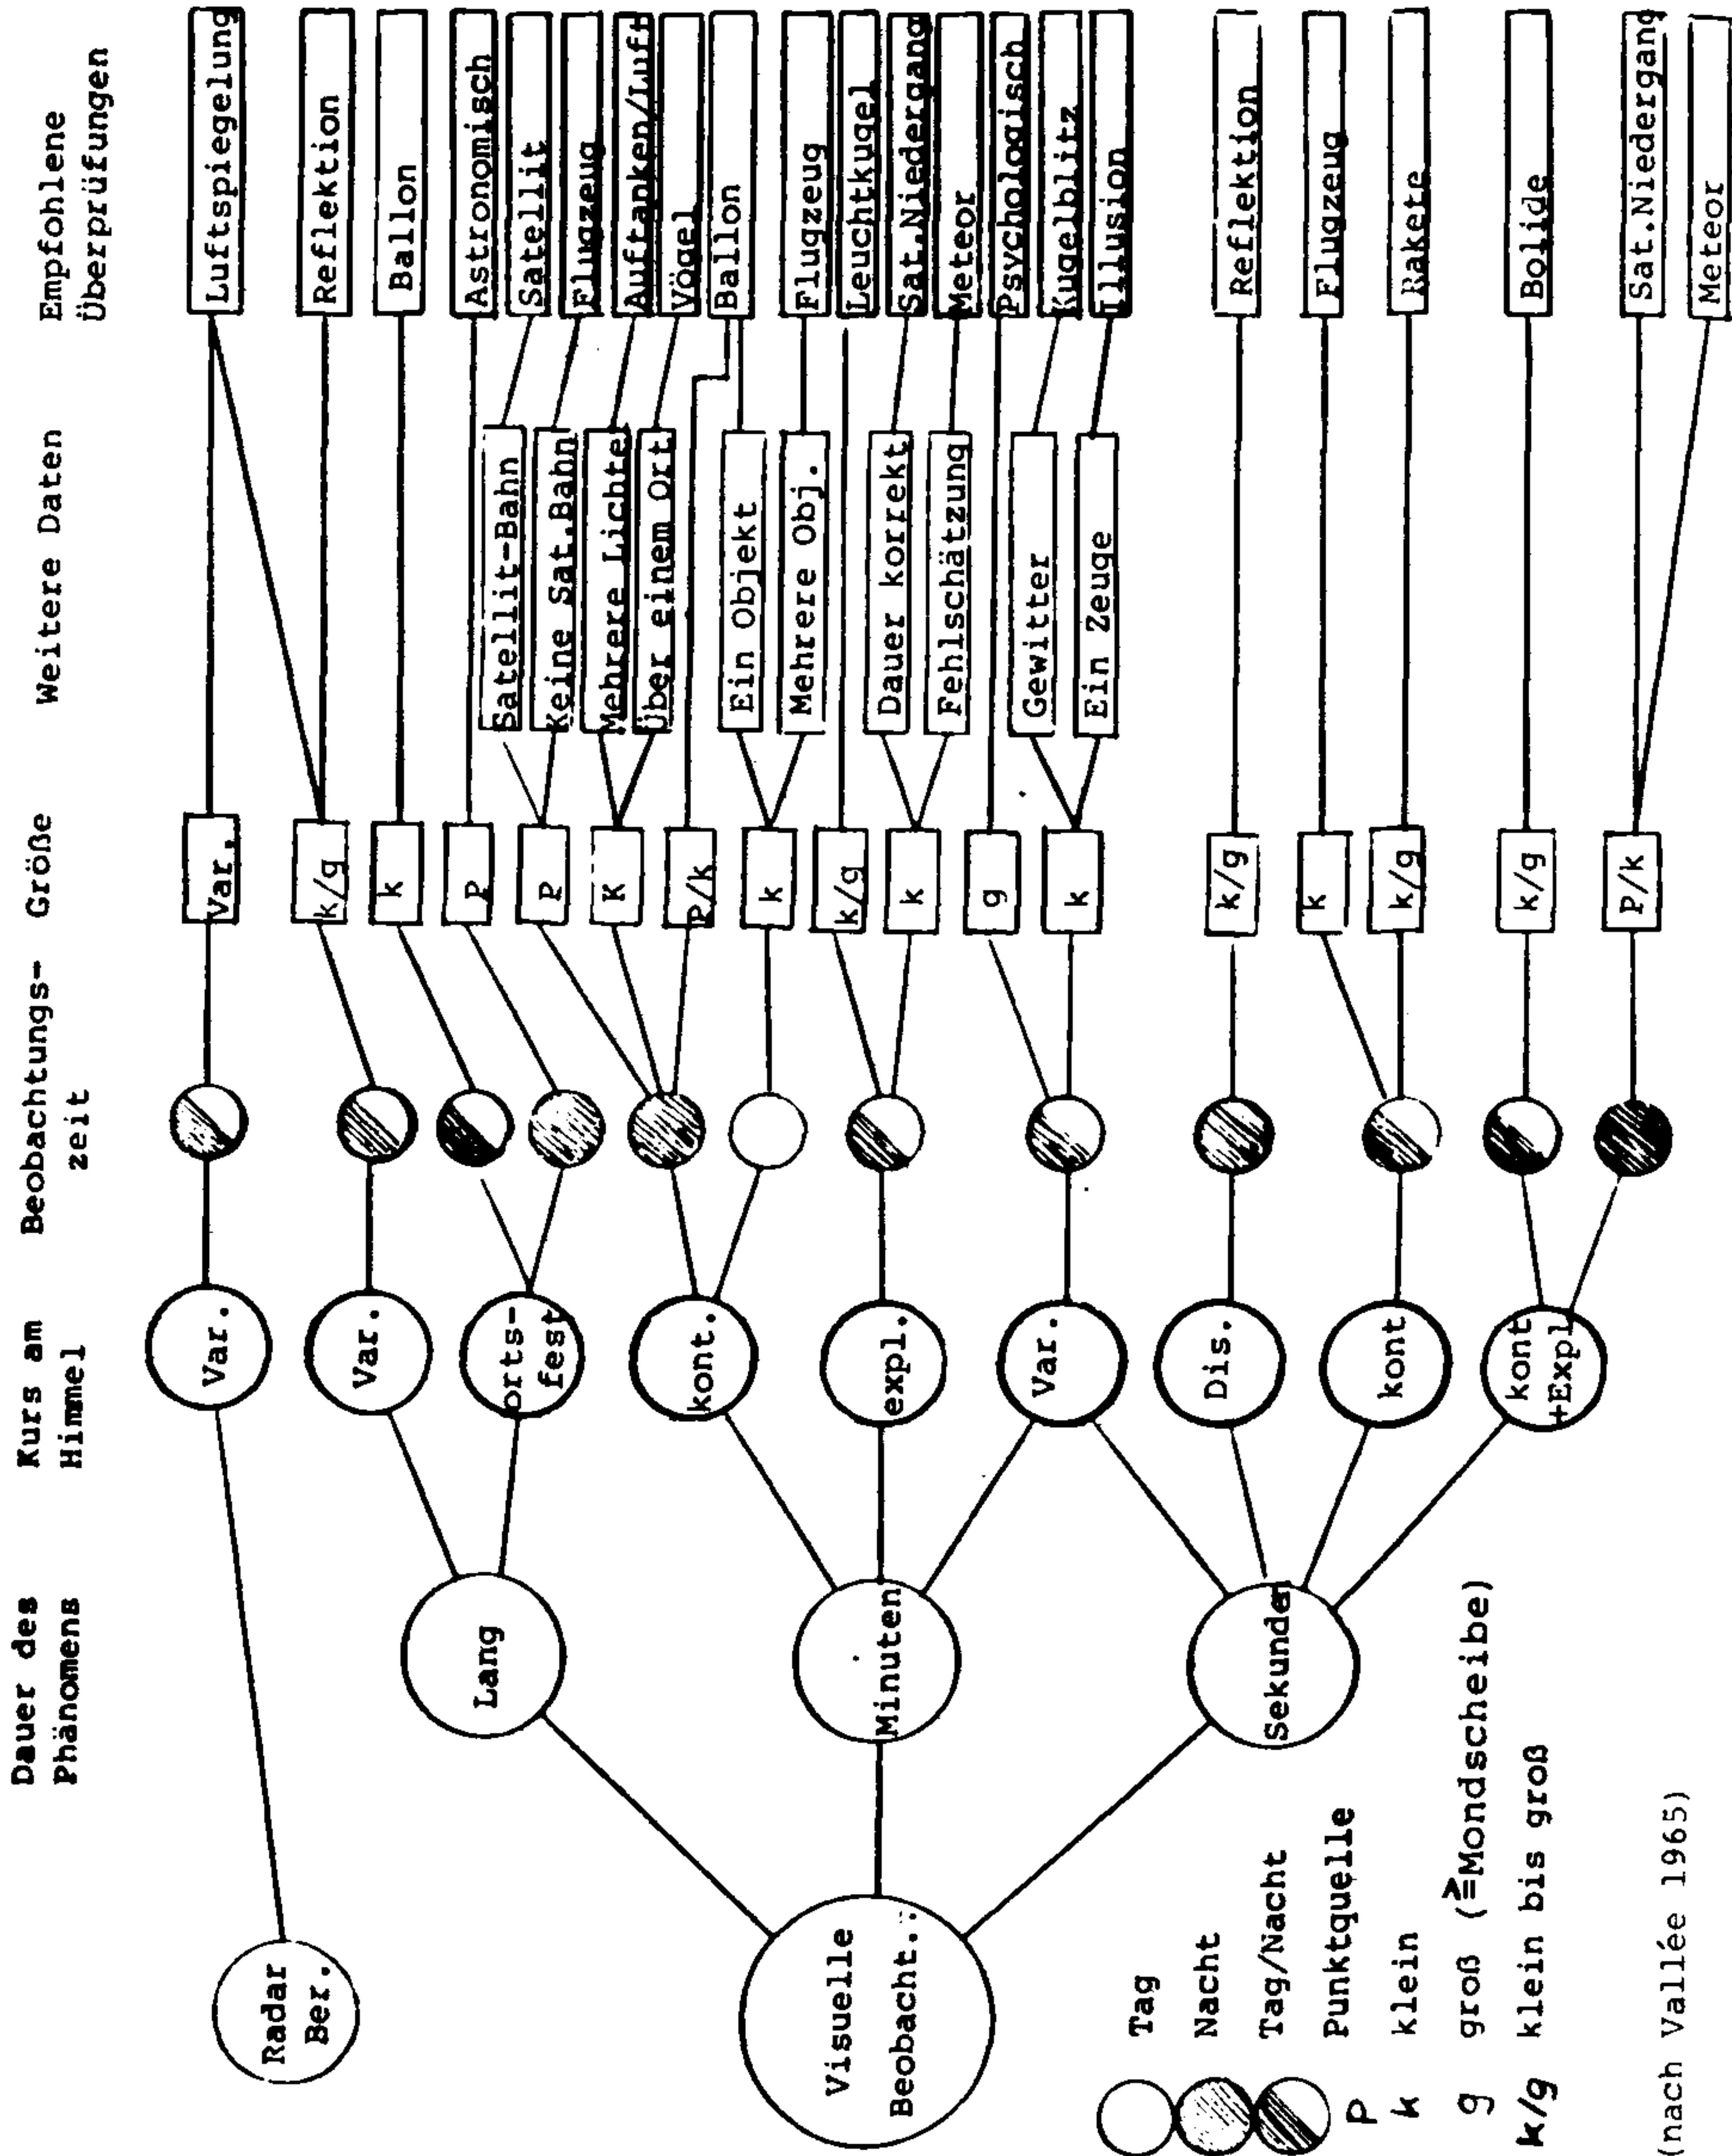 Dauer des
Phänomens
Kurs am
Himmel
Beobachtungs-
zeit
Größe
Weitere Daten
Empfohlene
Überprüfungen
Radar
Ber.
Visuelle
Beobacht..
Lang
Minuten
Sekunden
Var.
Var.
orts-
fest
kont.
expl.
Var.
Dis.
kont
kont
+Expl
Var.
k/g
k
P
P
K
P/k
k
k/g
k
g
k
k/g
k
k/g
k/g
P/k
Satellit-Bahn
Keine Sat.Bahn
Mehrere Lichte
Über einem Ort
Ein Objekt
Mehrere Obj.
Dauer korrekt
Fehlschätzung
Gewitter
Ein Zeuge
Luftspiegelung
Reflektion
Ballon
Astronomisch
Satellit
Flugzeug
Auftanken/Luft
Vögel
Ballon
Flugzeug
Leuchtkugel
Sat.Niedergang
Meteor
Psychologisch
Kugelblitz
Illusion
Reflektion
Flugzeug
Rakete
Bolide
Sat.Niedergang
Meteor
Tag
Nacht
Tag/Nacht
P Punktquelle
k klein
g groß (≥Mondscheibe)
k/g klein bis groß
(nach Vallée 1965)